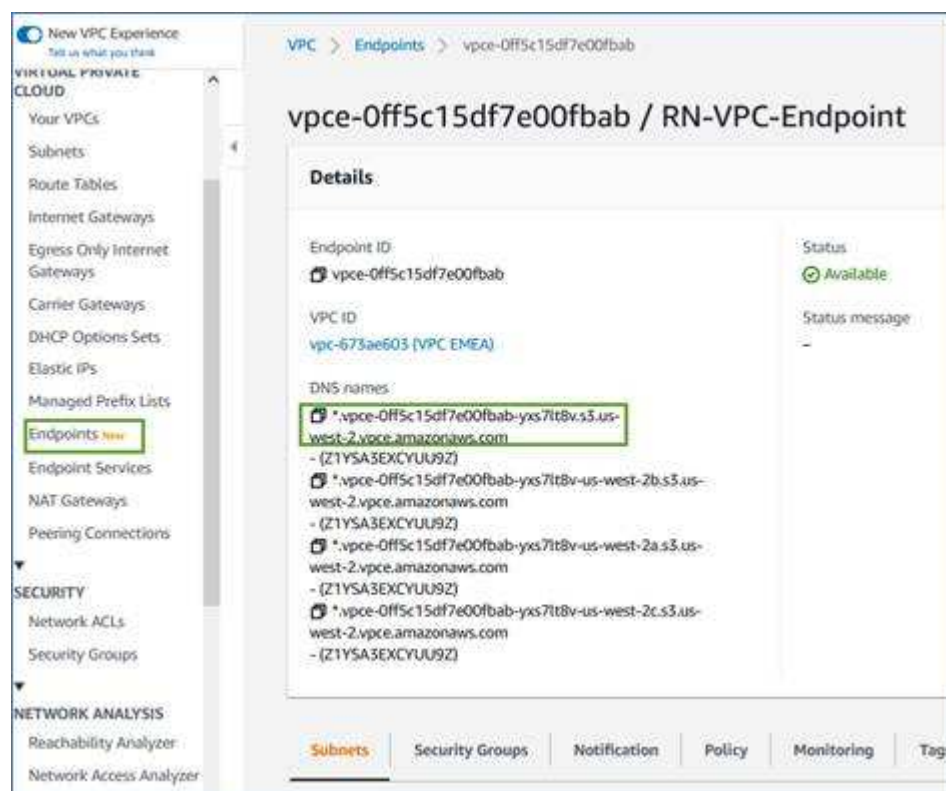 New VPC Experience
Tell us what you think
VIRTUAL PRIVATE
CLOUD
Your VPCs
Subnets
Route Tables
Internet Gateways
Egress Only Internet
Gateways
Carrier Gateways
DHCP Options Sets
Elastic IPs
Managed Prefix Lists
Endpoints New
Endpoint Services
NAT Gateways
Peering Connections
SECURITY
Network ACLs
Security Groups
NETWORK ANALYSIS
Reachability Analyzer
Network Access Analyzer
VPC > Endpoints > vpce-0ff5c15df7e00fbab
vpce-0ff5c15df7e00fbab / RN-VPC-Endpoint
Details
Endpoint ID
vpce-0ff5c15df7e00fbab
Status
Available
VPC ID
vpc-673ae603 (VPC EMEA)
Status message
-
DNS names
*.vpce-0ff5c15df7e00fbab-yxs7lt8v.s3.us-
west-2.vpce.amazonaws.com
- (Z1YSA3EXCYUU9Z)
*.vpce-0ff5c15df7e00fbab-yxs7lt8v-us-west-2b.s3.us-
west-2.vpce.amazonaws.com
- (Z1YSA3EXCYUU9Z)
*.vpce-0ff5c15df7e00fbab-yxs7lt8v-us-west-2a.s3.us-
west-2.vpce.amazonaws.com
- (Z1YSA3EXCYUU9Z)
*.vpce-0ff5c15df7e00fbab-yxs7lt8v-us-west-2c.s3.us-
west-2.vpce.amazonaws.com
- (Z1YSA3EXCYUU9Z)
Subnets
Security Groups
Notification
Policy
Monitoring
Tag